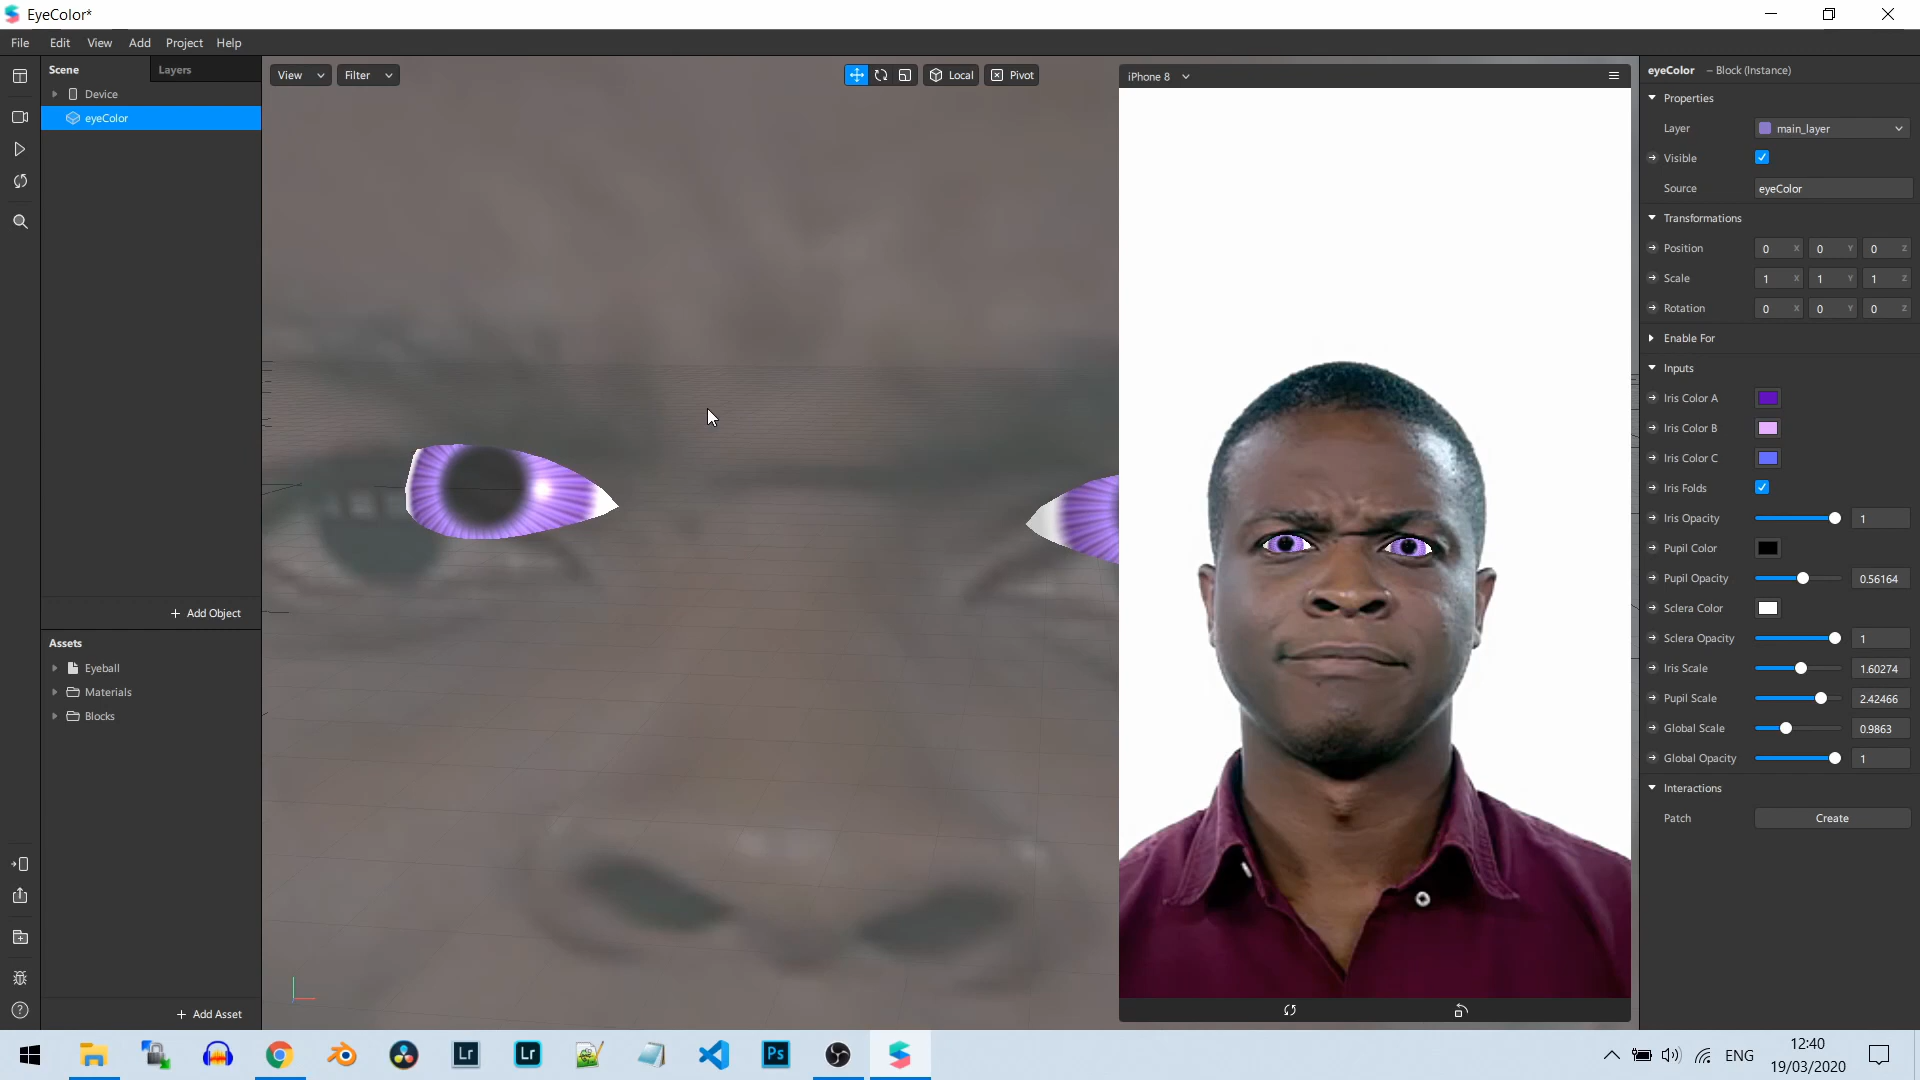 EyeColor*
File Edit View Add Project Help
Scene Layers
Device
eyeColor
Add Object
Assets
Eyeball
Materials
Blocks
Add Asset
View Filter Local Pivot
iPhone 8
eyeColor – Block (Instance)
Properties
Layer main_layer
Visible
Source eyeColor
Transformations
Position 0 X 0 Y 0 Z
Scale 1 X 1 Y 1 Z
Rotation 0 X 0 Y 0 Z
Enable For
Inputs
Iris Color A
Iris Color B
Iris Color C
Iris Folds
Iris Opacity 1
Pupil Color
Pupil Opacity 0.56164
Sclera Color
Sclera Opacity 1
Iris Scale 1.60274
Pupil Scale 2.42466
Global Scale 0.9863
Global Opacity 1
Interactions
Patch Create
Lr Lr Ps
ENG
12:40
19/03/2020